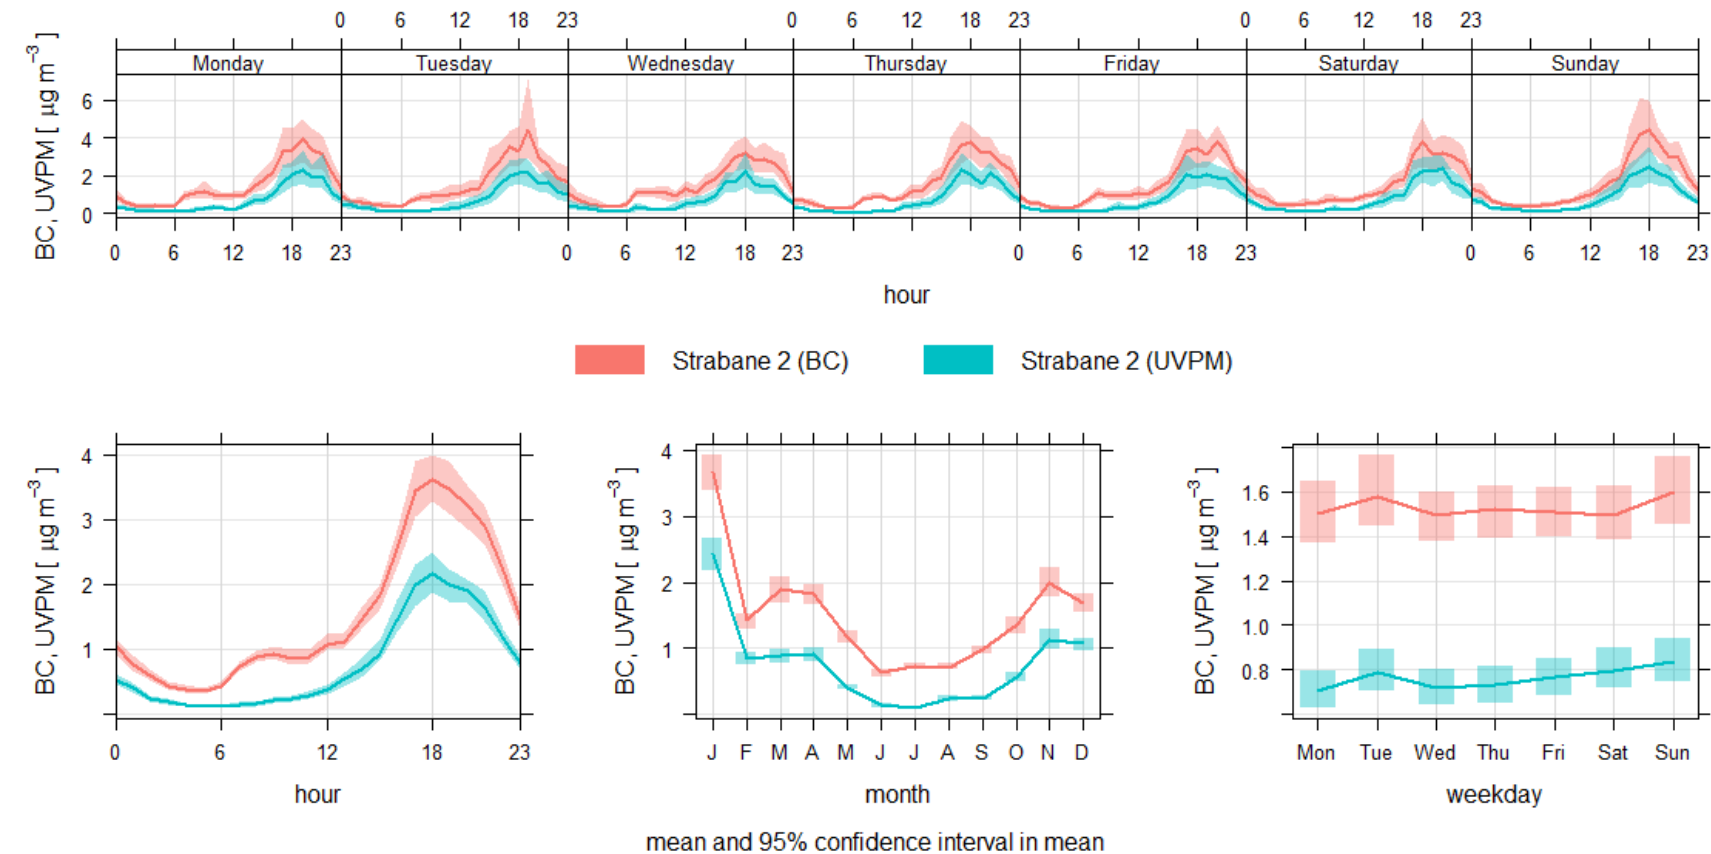 0 6 12 18 23 0 6 12 18 23 0 6 12 18 23
Monday Tuesday Wednesday Thursday Friday Saturday Sunday
BC, UVPM [ μg m⁻³ ]
6
4
2
0
0 6 12 18 23 0 6 12 18 23 0 6 12 18 23 0 6 12 18 23
hour
Strabane 2 (BC) Strabane 2 (UVPM)
BC, UVPM [ μg m⁻³ ]
4
3
2
1
0 6 12 18 23
hour
BC, UVPM [ μg m⁻³ ]
4
3
2
1
J F M A M J J A S O N D
month
BC, UVPM [ μg m⁻³ ]
1.6
1.4
1.2
1.0
0.8
Mon Tue Wed Thu Fri Sat Sun
weekday
mean and 95% confidence interval in mean